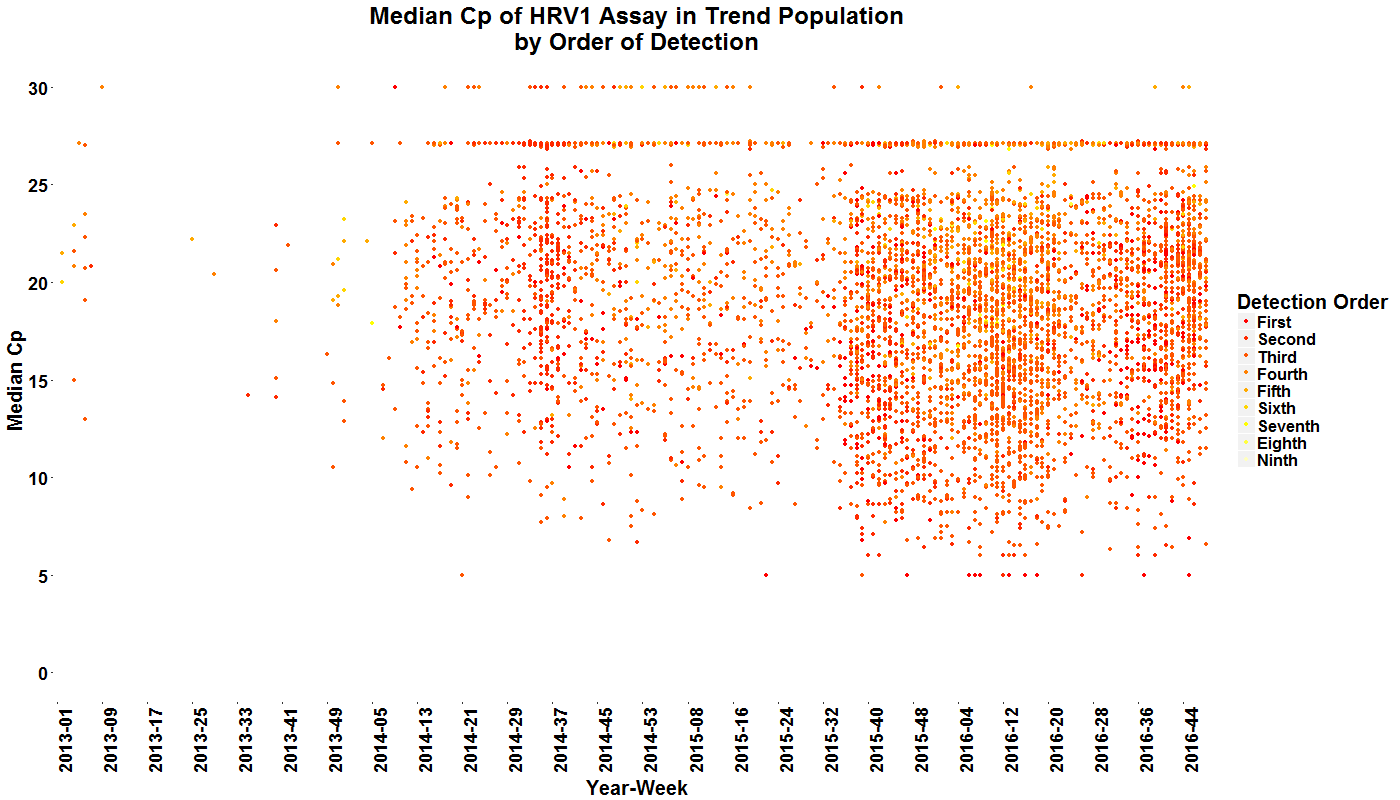 Median Cp of HRV1 Assay in Trend Population
by Order of Detection
Median Cp
30
25
20
15
10
5
0
2013-01
2013-09
2013-17
2013-25
2013-33
2013-41
2013-49
2014-05
2014-13
2014-21
2014-29
2014-37
2014-45
2014-53
2015-08
2015-16
2015-24
2015-32
2015-40
2015-48
2016-04
2016-12
2016-20
2016-28
2016-36
2016-44
Year-Week
Detection Order
First
Second
Third
Fourth
Fifth
Sixth
Seventh
Eighth
Ninth